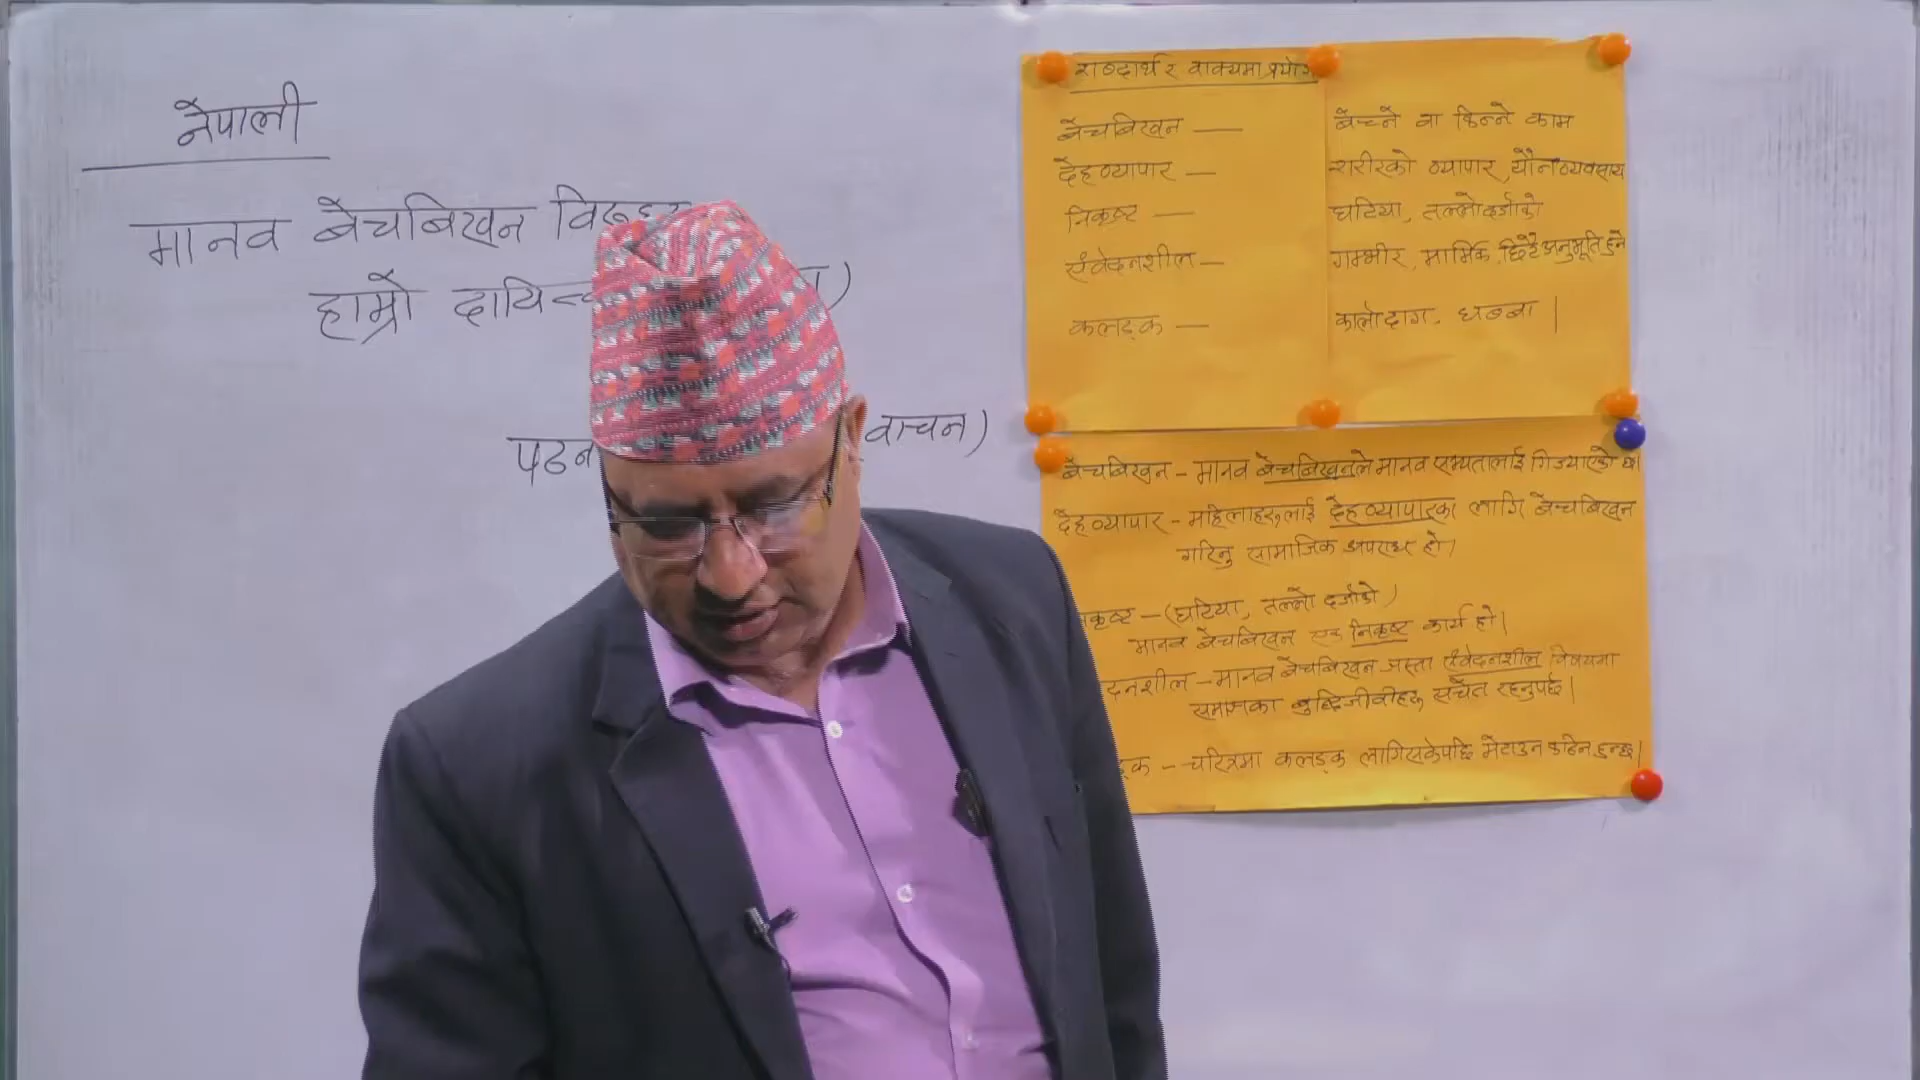 नेपाली
मानव बेचबिखन विरुद्ध
हाम्रो
पठन वाचन)
शब्दार्थ र वाक्यमा प्रयोग
बेचबिखन — बेच्ने वा किन्ने काम
देहव्यापार — शरीरको व्यापार, यौनव्यवसाय
निकृष्ट — घटिया, तल्लोदर्जाको
संवेदनशील — गम्भीर, मार्मिक, छिट्टै अनुभूति हुने
कलङ्क — कालोदाग, धब्बा |
बेचबिखन - मानव बेचबिखनले मानव सभ्यतालाई गिज्याएको छ।
देहव्यापार - महिलाहरूलाई देहव्यापारका लागि बेचबिखन
गरिनु सामाजिक अपराध हो।
कृष्ट - (घटिया, तल्लो दर्जाको)
मानव बेचबिखन एक निकृष्ट कार्य हो।
दनशील - मानव बेचबिखन जस्ता संवेदनशील विषयमा
समाजका बुद्धिजीवीहरू सचेत रहनुपर्छ।
ङ्क - चरित्रमा कलङ्क लागिसकेपछि मेटाउन कठिन हुन्छ।